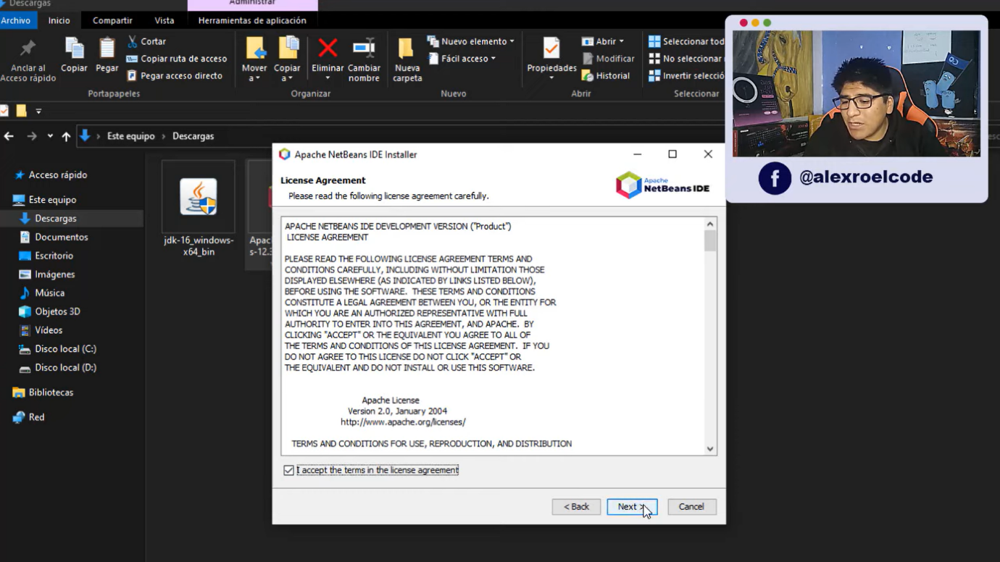 Descargas
Administrar
Archivo
Inicio
Compartir
Vista
Herramientas de aplicación
Anclar al
Acceso rápido
Copiar
Pegar
Cortar
Copiar ruta de acceso
Pegar acceso directo
Portapapeles
Mover
a
Copiar
a
Eliminar
Cambiar
nombre
Organizar
Nueva
carpeta
Nuevo elemento
Fácil acceso
Nuevo
Propiedades
Abrir
Modificar
Historial
Abrir
Seleccionar
No seleccionar
Invertir
Seleccionar
@alexroelcode
Este equipo > Descargas
Acceso rápido
Este equipo
Descargas
Documentos
Escritorio
Imágenes
Música
Objetos 3D
Vídeos
Disco local (C:)
Disco local (D:)
Bibliotecas
Red
jdk-16_windows-
x64_bin
Apac
s-12.3
Apache NetBeans IDE Installer
License Agreement
Please read the following license agreement carefully.
Apache
NetBeans IDE
APACHE NETBEANS IDE DEVELOPMENT VERSION ("Product")
LICENSE AGREEMENT
PLEASE READ THE FOLLOWING LICENSE AGREEMENT TERMS AND
CONDITIONS CAREFULLY, INCLUDING WITHOUT LIMITATION THOSE
DISPLAYED ELSEWHERE (AS INDICATED BY LINKS LISTED BELOW),
BEFORE USING THE SOFTWARE. THESE TERMS AND CONDITIONS
CONSTITUTE A LEGAL AGREEMENT BETWEEN YOU, OR THE ENTITY FOR
WHICH YOU ARE AN AUTHORIZED REPRESENTATIVE WITH FULL
AUTHORITY TO ENTER INTO THIS AGREEMENT, AND APACHE. BY
CLICKING "ACCEPT" OR THE EQUIVALENT YOU AGREE TO ALL OF
THE TERMS AND CONDITIONS OF THIS LICENSE AGREEMENT. IF YOU
DO NOT AGREE TO THIS LICENSE DO NOT CLICK "ACCEPT" OR
THE EQUIVALENT AND DO NOT INSTALL OR USE THIS SOFTWARE.
Apache License
Version 2.0, January 2004
http://www.apache.org/licenses/
TERMS AND CONDITIONS FOR USE, REPRODUCTION, AND DISTRIBUTION
I accept the terms in the license agreement
< Back
Next >
Cancel